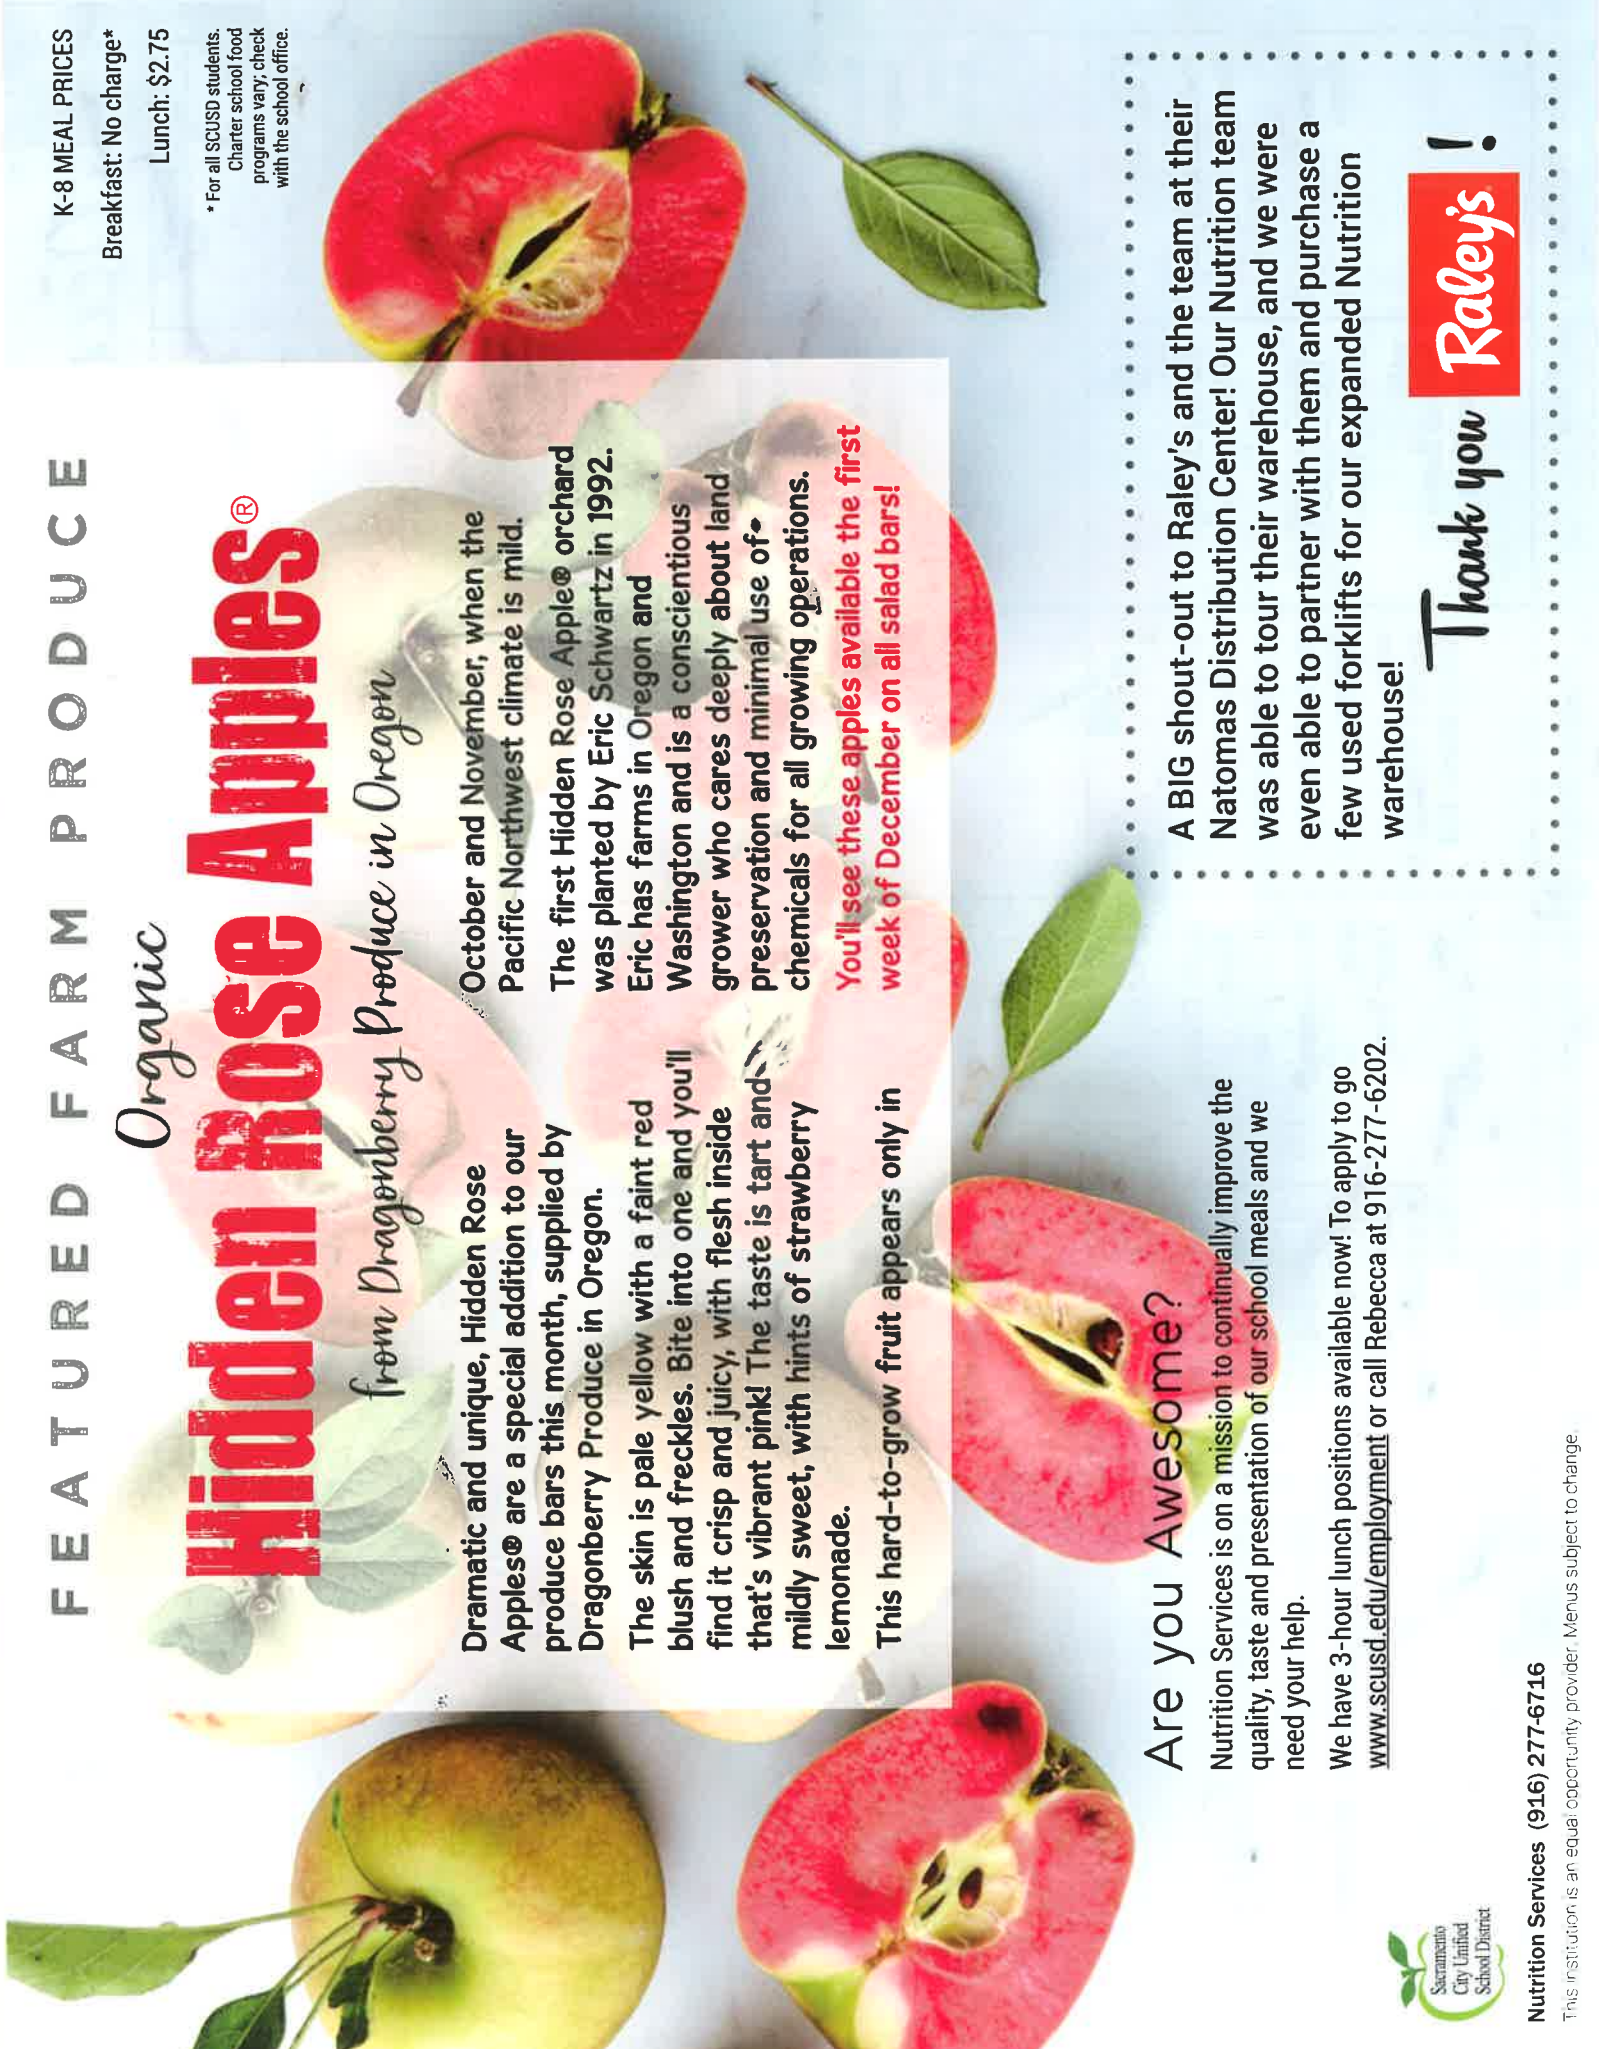 FEATURED FARM PRODUCE
Organic
Hidden Rose Apples®
from Dragonberry Produce in Oregon
Dramatic and unique, Hidden Rose
Apples® are a special addition to our
produce bars this month, supplied by
Dragonberry Produce in Oregon.
The skin is pale yellow with a faint red
blush and freckles. Bite into one and you'll
find it crisp and juicy, with flesh inside
that's vibrant pink! The taste is tart and
mildly sweet, with hints of strawberry
lemonade.
This hard-to-grow fruit appears only in
October and November, when the
Pacific Northwest climate is mild.
The first Hidden Rose Apple® orchard
was planted by Eric Schwartz in 1992.
Eric has farms in Oregon and
Washington and is a conscientious
grower who cares deeply about land
preservation and minimal use of
chemicals for all growing operations.
You'll see these apples available the first
week of December on all salad bars!
K-8 MEAL PRICES
Breakfast: No charge*
Lunch: $2.75
* For all SCUSD students.
Charter school food
programs vary; check
with the school office.
Are you Awesome?
Nutrition Services is on a mission to continually improve the
quality, taste and presentation of our school meals and we
need your help.
We have 3-hour lunch positions available now! To apply to go
www.scusd.edu/employment or call Rebecca at 916-277-6202.
A BIG shout-out to Raley's and the team at their
Natomas Distribution Center! Our Nutrition team
was able to tour their warehouse, and we were
even able to partner with them and purchase a
few used forklifts for our expanded Nutrition
warehouse!
Thank you Raley's!
Sacramento
City Unified
School District
Nutrition Services (916) 277-6716
This institution is an equal opportunity provider. Menus subject to change.